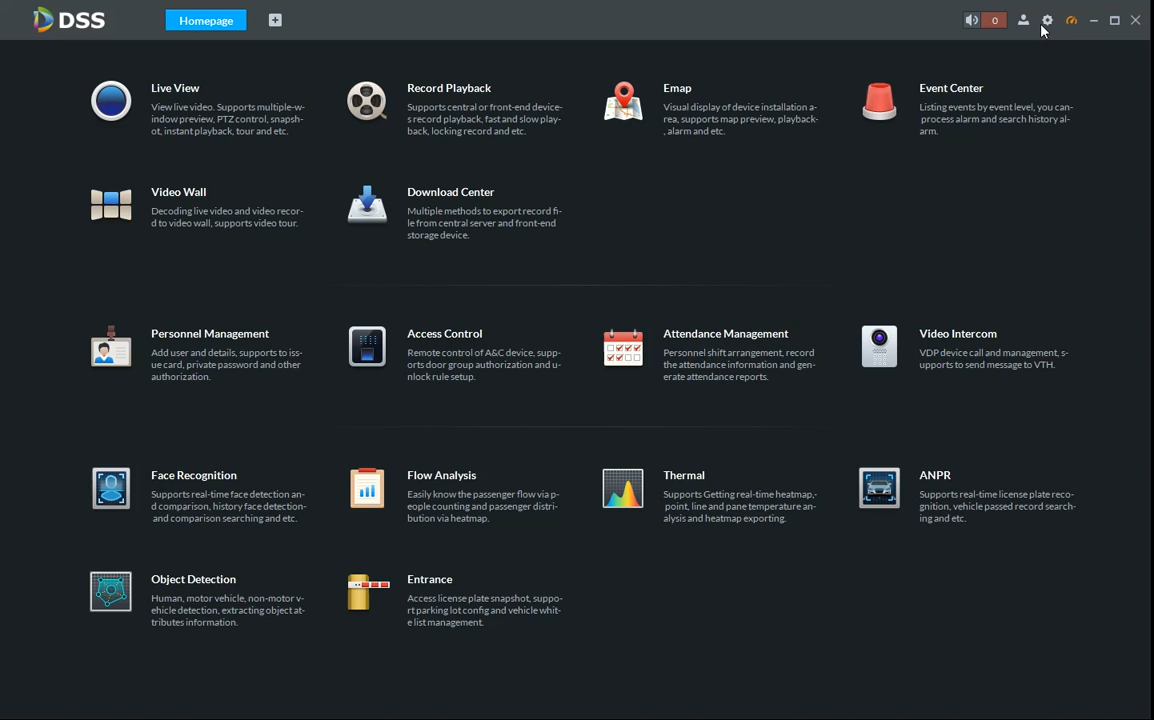 DSS
Homepage
0
Live View
View live video. Supports multiple-w-
indow preview, PTZ control, snapsh-
ot, instant playback, tour and etc.
Record Playback
Supports central or front-end device-
s record playback, fast and slow play-
back, locking record and etc.
Emap
Visual display of device installation a-
rea, supports map preview, playback-
, alarm and etc.
Event Center
Listing events by event level, you can-
process alarm and search history al-
arm.
Video Wall
Decoding live video and video recor-
d to video wall, supports video tour.
Download Center
Multiple methods to export record fi-
le from central server and front-end
storage device.
Personnel Management
Add user and details, supports to iss-
ue card, private password and other
authorization.
Access Control
Remote control of A&C device, supp-
orts door group authorization and u-
nlock rule setup.
Attendance Management
Personnel shift arrangement, record
the attendance information and gen-
erate attendance reports.
Video Intercom
VDP device call and management, s-
upports to send message to VTH.
Face Recognition
Supports real-time face detection an-
d comparison, history face detection-
and comparison searching and etc.
Flow Analysis
Easily know the passenger flow via p-
eople counting and passenger distri-
bution via heatmap.
Thermal
Supports Getting real-time heatmap,-
point, line and pane temperature an-
alysis and heatmap exporting.
ANPR
Supports real-time license plate reco-
gnition, vehicle passed record search-
ing and etc.
Object Detection
Human, motor vehicle, non-motor v-
ehicle detection, extracting object at-
tributes information.
Entrance
Access license plate snapshot, suppo-
rt parking lot config and vehicle whit-
e list management.